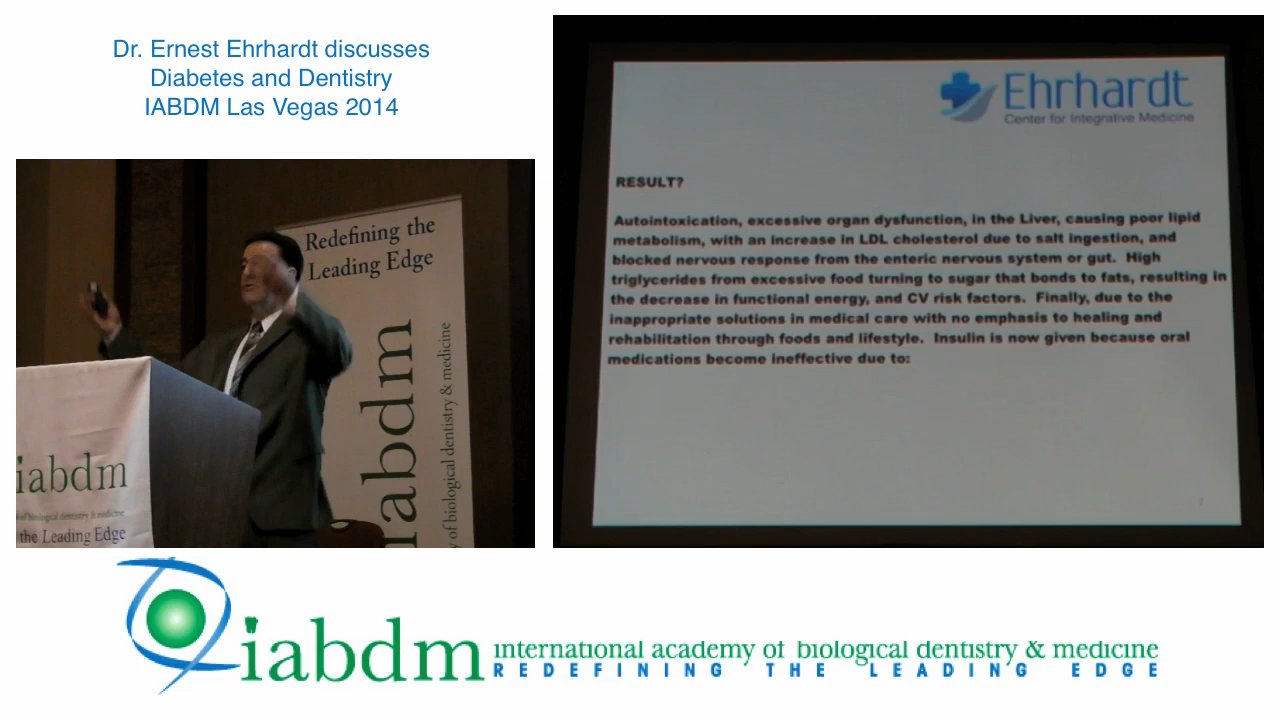 Dr. Ernest Ehrhardt discusses
Diabetes and Dentistry
IABDM Las Vegas 2014
Ehrhardt
Center for Integrative Medicine
RESULT?
Autointoxication, excessive organ dysfunction, in the Liver, causing poor lipid
metabolism, with an increase in LDL cholesterol due to salt ingestion, and
blocked nervous response from the enteric nervous system or gut. High
triglycerides from excessive food turning to sugar that bonds to fats, resulting in
the decrease in functional energy, and CV risk factors. Finally, due to the
inappropriate solutions in medical care with no emphasis to healing and
rehabilitation through foods and lifestyle. Insulin is now given because oral
medications become ineffective due to:
Redefining the
Leading Edge
iabdm
y of biological dentistry & medicine
iabdm
of biological dentistry & medicine
the Leading Edge
iabdm
international academy of biological dentistry & medicine
REDEFINING THE LEADING EDGE